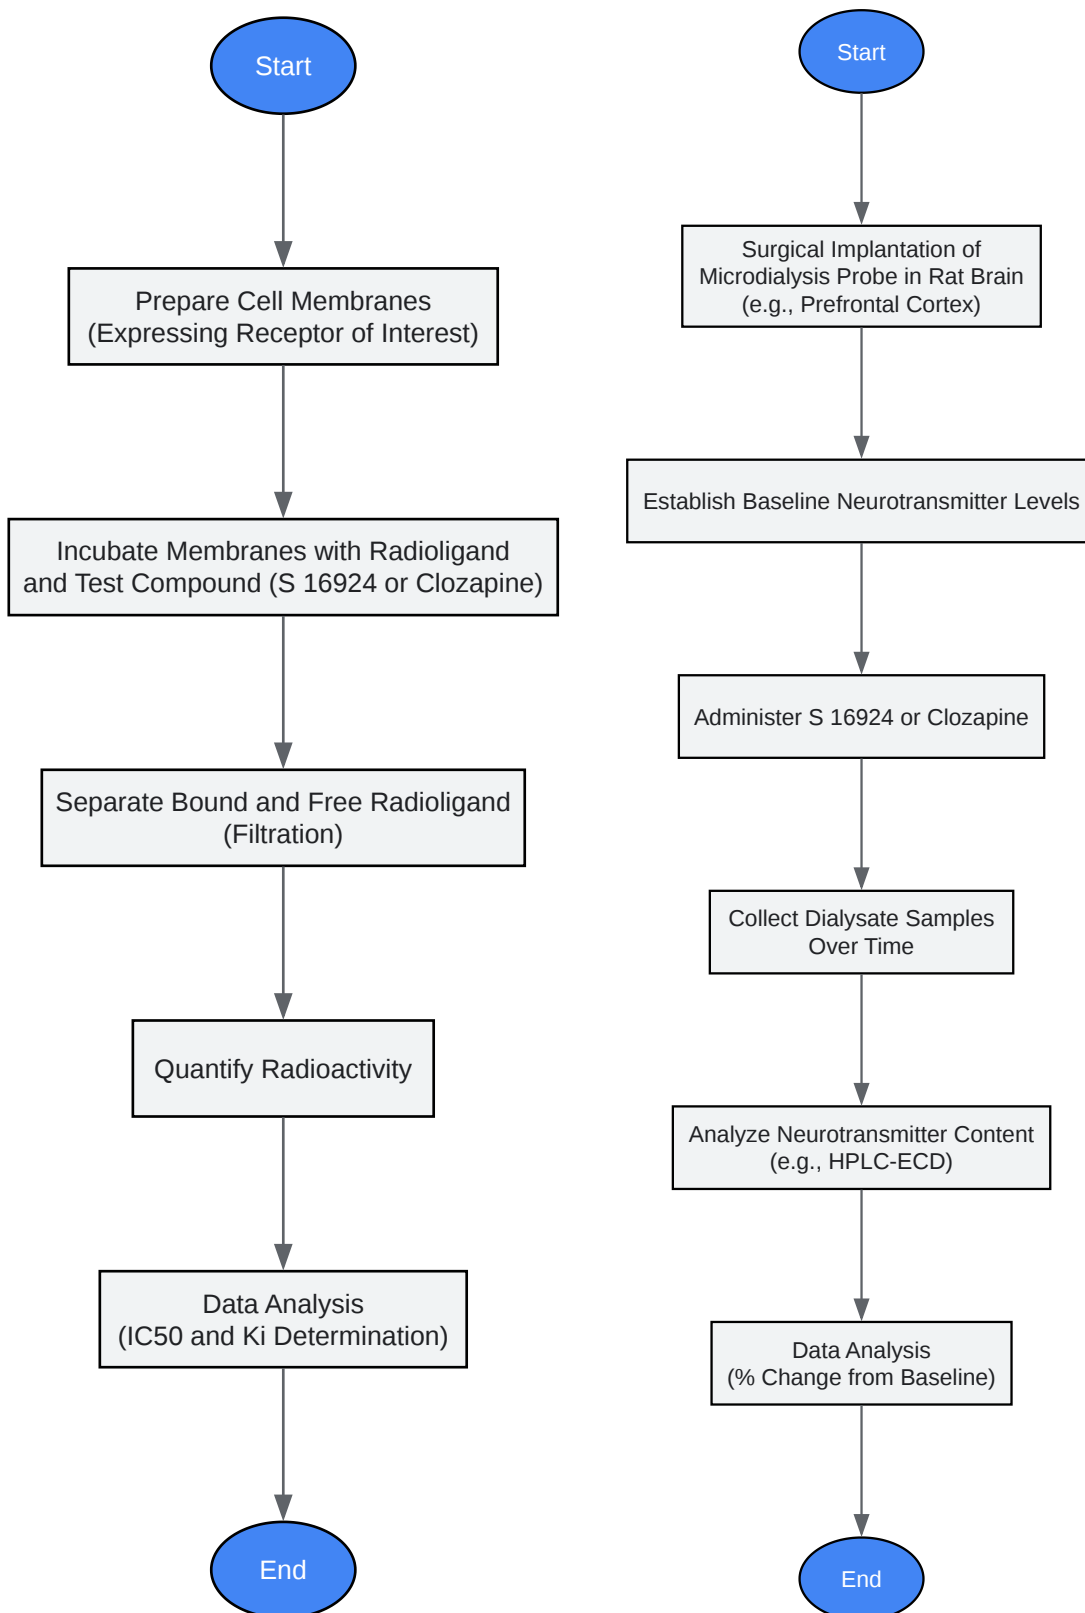 Start
Prepare Cell Membranes
(Expressing Receptor of Interest)
Incubate Membranes with Radioligand
and Test Compound (S 16924 or Clozapine)
Separate Bound and Free Radioligand
(Filtration)
Quantify Radioactivity
Data Analysis
(IC50 and Ki Determination)
End
Start
Surgical Implantation of
Microdialysis Probe in Rat Brain
(e.g., Prefrontal Cortex)
Establish Baseline Neurotransmitter Levels
Administer S 16924 or Clozapine
Collect Dialysate Samples
Over Time
Analyze Neurotransmitter Content
(e.g., HPLC-ECD)
Data Analysis
(% Change from Baseline)
End